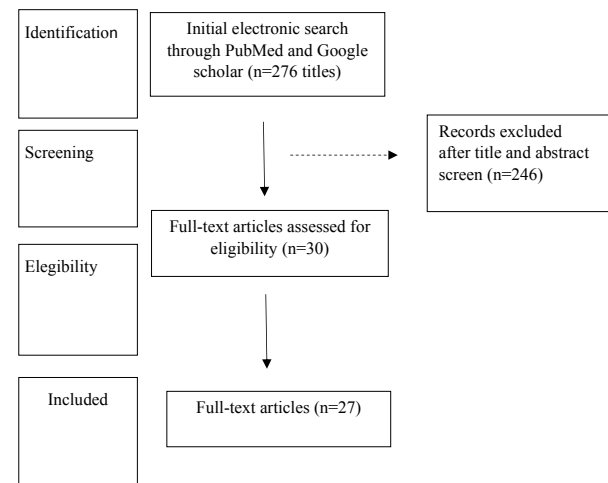 Identification
Initial electronic search
through PubMed and Google
scholar (n=276 titles)
Screening
Records excluded
after title and abstract
screen (n=246)
Full-text articles assessed for
eligibility (n=30)
Elegibility
Included
Full-text articles (n=27)